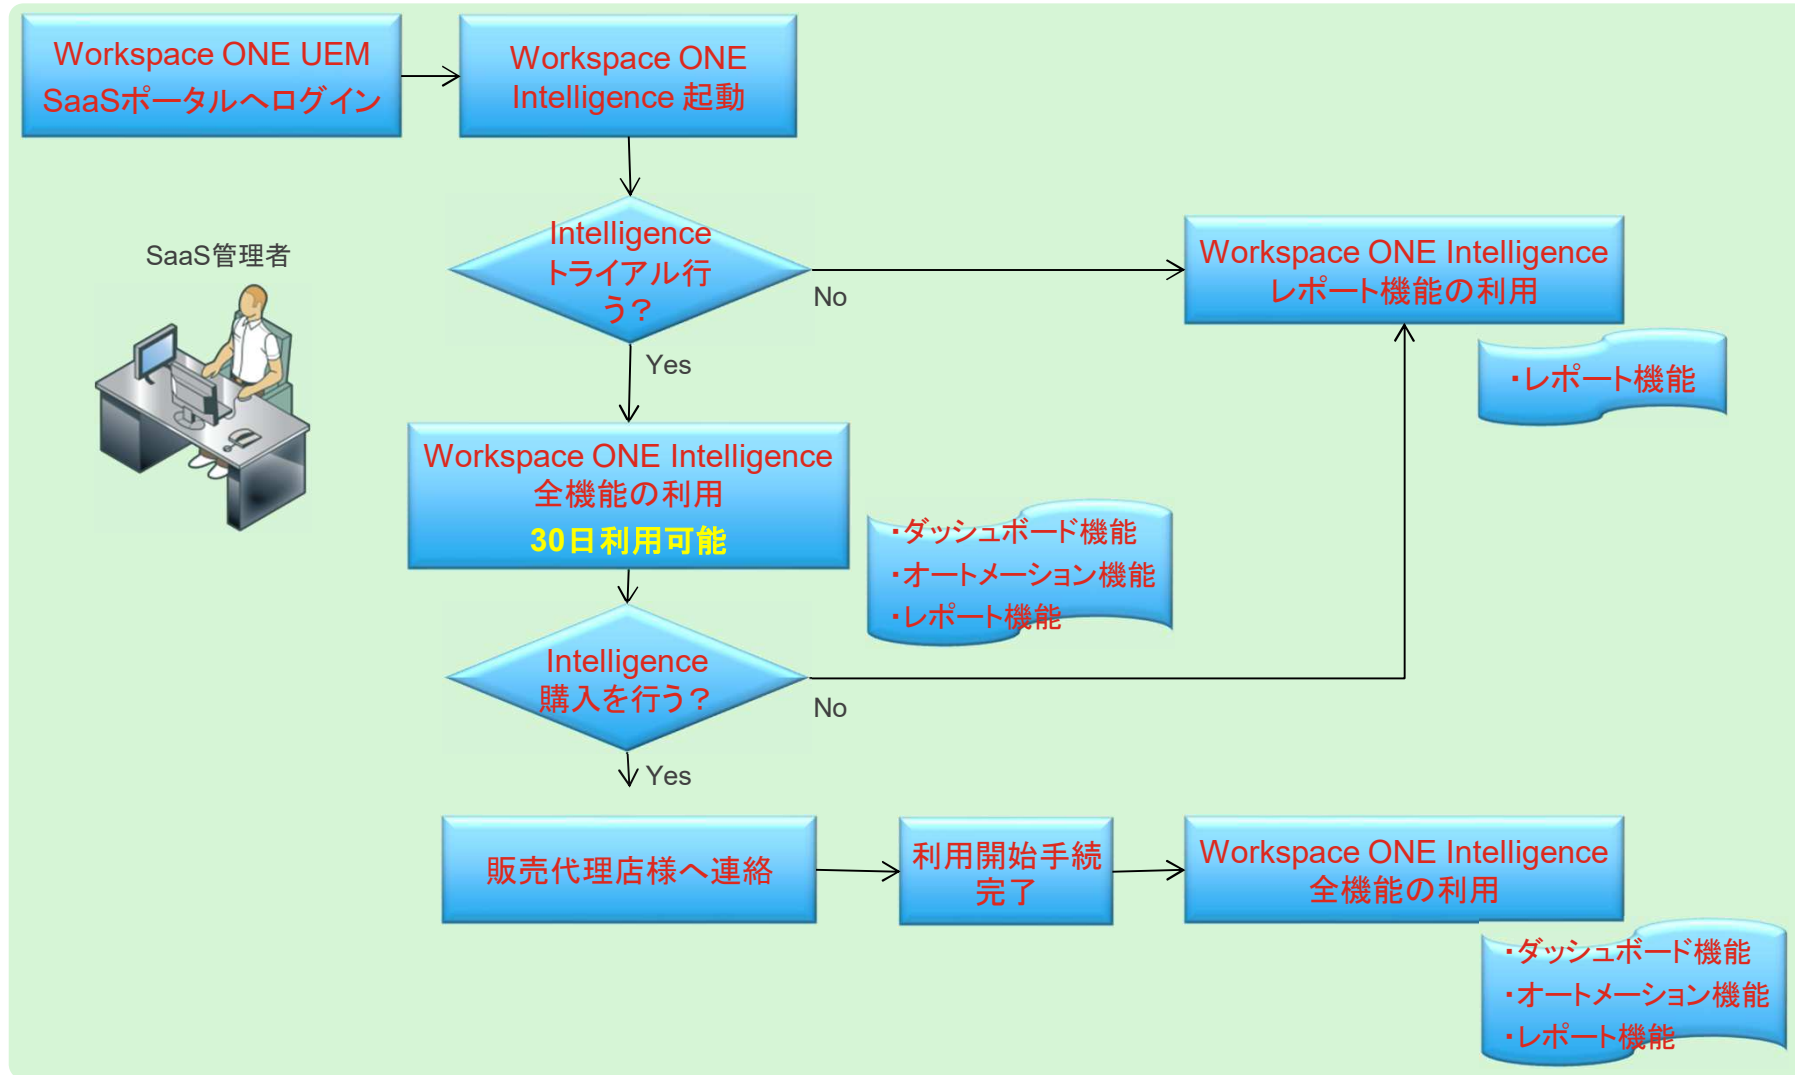 Workspace ONE UEM
SaaSポータルへログイン
Workspace ONE
Intelligence 起動
SaaS管理者
Intelligence
トライアル行
う？
No
Yes
Workspace ONE Intelligence
レポート機能の利用
・レポート機能
Workspace ONE Intelligence
全機能の利用
30日利用可能
・ダッシュボード機能
・オートメーション機能
・レポート機能
Intelligence
購入を行う？
No
Yes
販売代理店様へ連絡
利用開始手続
完了
Workspace ONE Intelligence
全機能の利用
・ダッシュボード機能
・オートメーション機能
・レポート機能